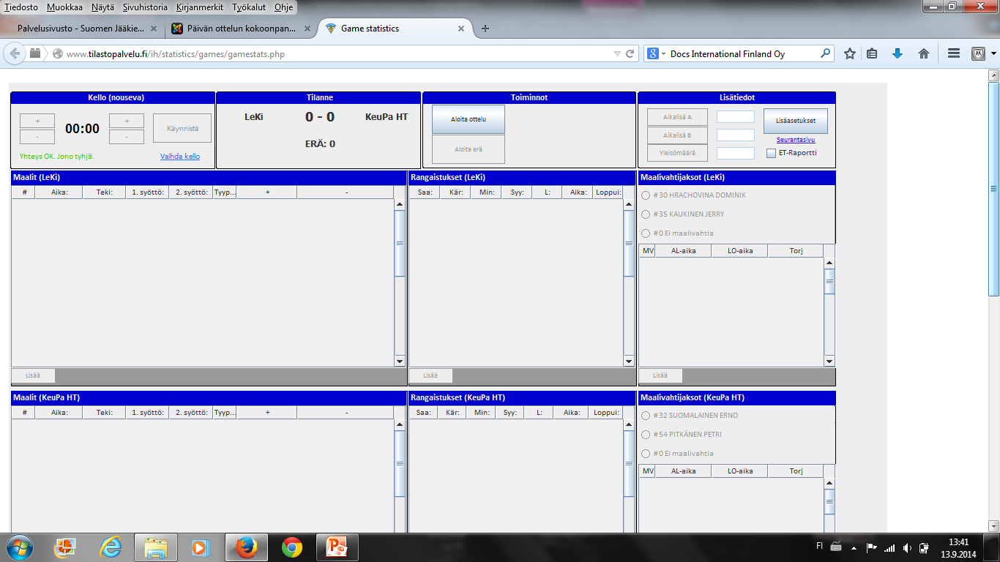 Tiedosto Muokkaa Näytä Sivuhistoria Kirjanmerkit Työkalut Ohje
Palvelusivusto - Suomen Jääkie... Päivän ottelun kokoonpan... Game statistics
www.tilastopalvelu.fi/ih/statistics/games/gamestats.php
8 Docs International Finland Oy
Kello (nouseva) Tilanne Toiminnot Lisätiedot
+ 00:00 + Käynnistä
- -
Yhteys OK. Jono tyhjä. Vaihda kello
LeKi 0 - 0 KeuPa HT
ERÄ: 0
Aloita ottelu
Aloita erä
Aikalisä A
Aikalisä B
Yleisömäärä
Lisäasetukset
Seurantasivu
ET-Raportti
Maalit (LeKi) Rangaistukset (LeKi) Maalivahtijaksot (LeKi)
# Aika: Teki: 1. syöttö: 2. syöttö: Tyyp... + -
Saa: Kär: Min: Syy: L: Aika: Loppui:
#30 HRACHOVINA DOMINIK
#35 KAUKINEN JERRY
#0 Ei maalivahtia
MV AL-aika LO-aika Torj
Lisää Lisää Lisää
Maalit (KeuPa HT) Rangaistukset (KeuPa HT) Maalivahtijaksot (KeuPa HT)
# Aika: Teki: 1. syöttö: 2. syöttö: Tyyp... + -
Saa: Kär: Min: Syy: L: Aika: Loppui:
#32 SUOMALAINEN ERNO
#54 PITKÄNEN PETRI
#0 Ei maalivahtia
MV AL-aika LO-aika Torj
FI 13:41
13.9.2014